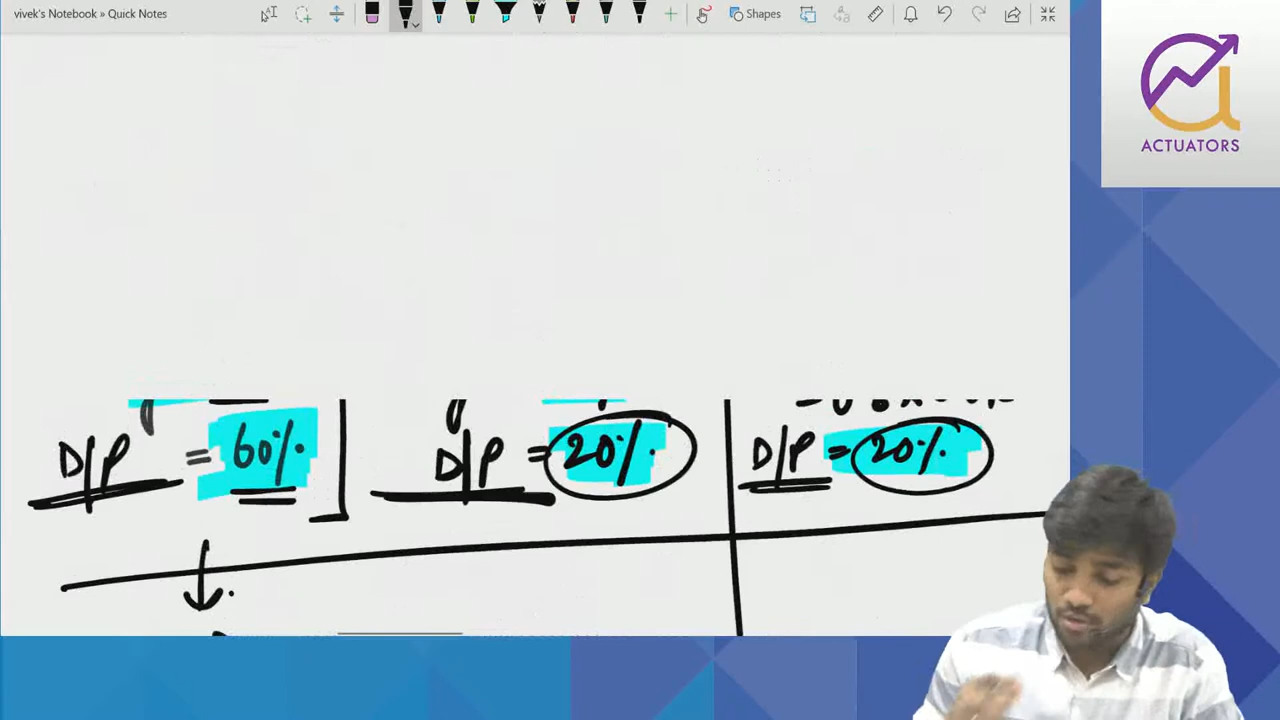 vivek's Notebook » Quick Notes
Shapes
ACTUATORS
D/P = 60%.
D/P = 20%.
D/P = 20%.